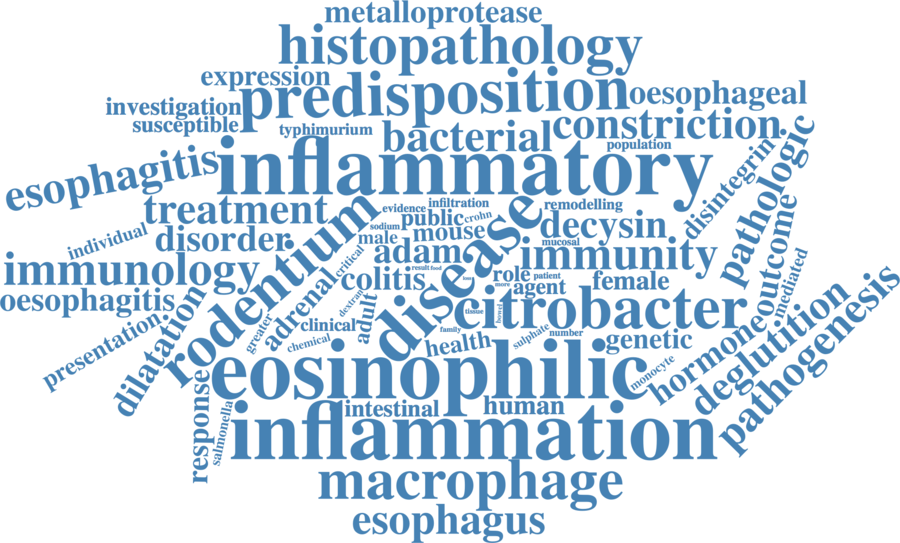 metalloprotease
histopathology
expression
predisposition
oesophageal
investigation
susceptible
typhimurium
bacterial
constriction
population
esophagitis
inflammatory
disintegrin
pathologic
treatment
rodentium
evidence
infiltration
remodelling
sodium
public
crohn
disease
decysin
individual
disorder
male
mouse
mucosal
outcome
immunology
critical
adam
immunity
mediated
oesophagitis
adrenal
colitis
result
food
bone
role
patient
more
agent
female
presentation
dilatation
greater
dextran
adult
clinical
tissue
bowel
citrobacter
hormone
deglutition
pathogenesis
chemical
family
health
sulphate
number
genetic
eosinophilic
monocyte
response
salmonella
intestinal
human
inflammation
macrophage
esophagus